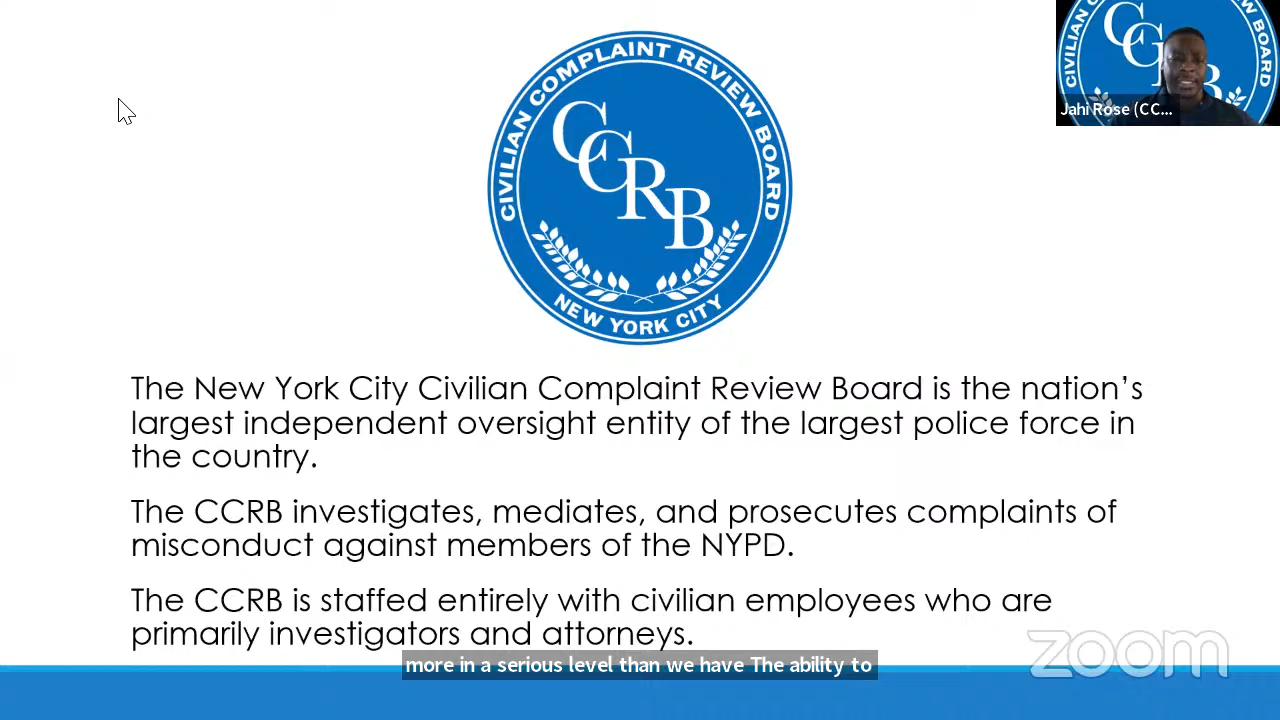 CIVILIAN COMPLAINT REVIEW BOARD
CCRB
NEW YORK CITY
CIVILIAN
BOARD
CC
B
Jahi Rose (CC...
The New York City Civilian Complaint Review Board is the nation's
largest independent oversight entity of the largest police force in
the country.
The CCRB investigates, mediates, and prosecutes complaints of
misconduct against members of the NYPD.
The CCRB is staffed entirely with civilian employees who are
primarily investigators and attorneys.
zoom
more in a serious level than we have The ability to